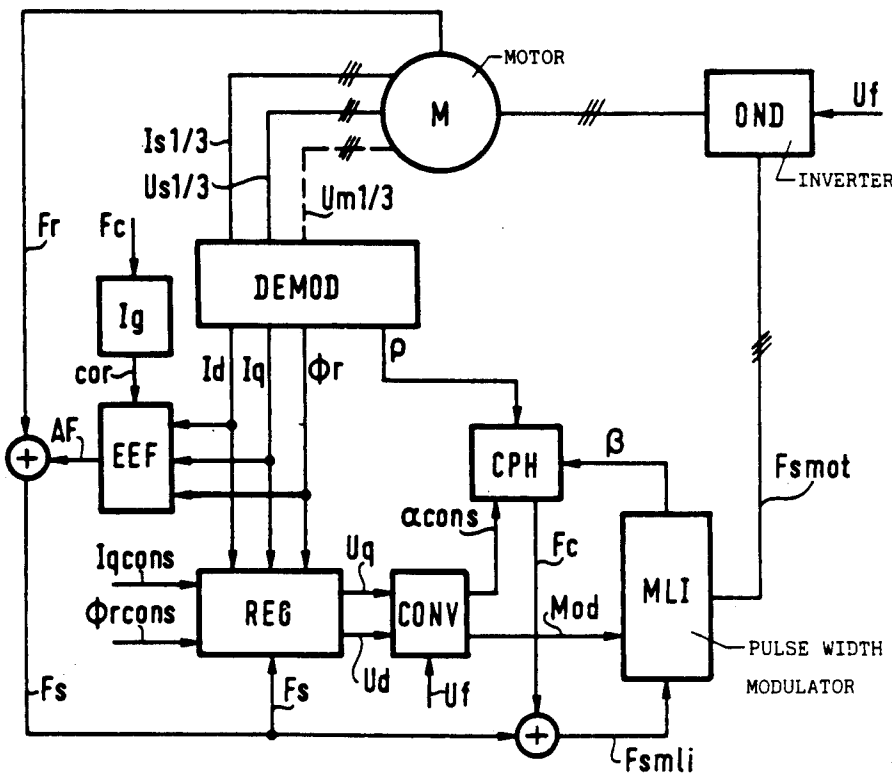 MOTOR
M
OND
Uf
INVERTER
Is1/3
Us1/3
Um1/3
Fr
Fc
DEMOD
Ig
ρ
cor
Id
Iq
Φr
AF
EEF
+
CPH
β
Fsmot
αcons
Iqcons
Uq
Fc
MLI
Φrcons
REG
CONV
Mod
Ud
PULSE WIDTH
MODULATOR
Fs
Fs
Uf
+
Fsmli